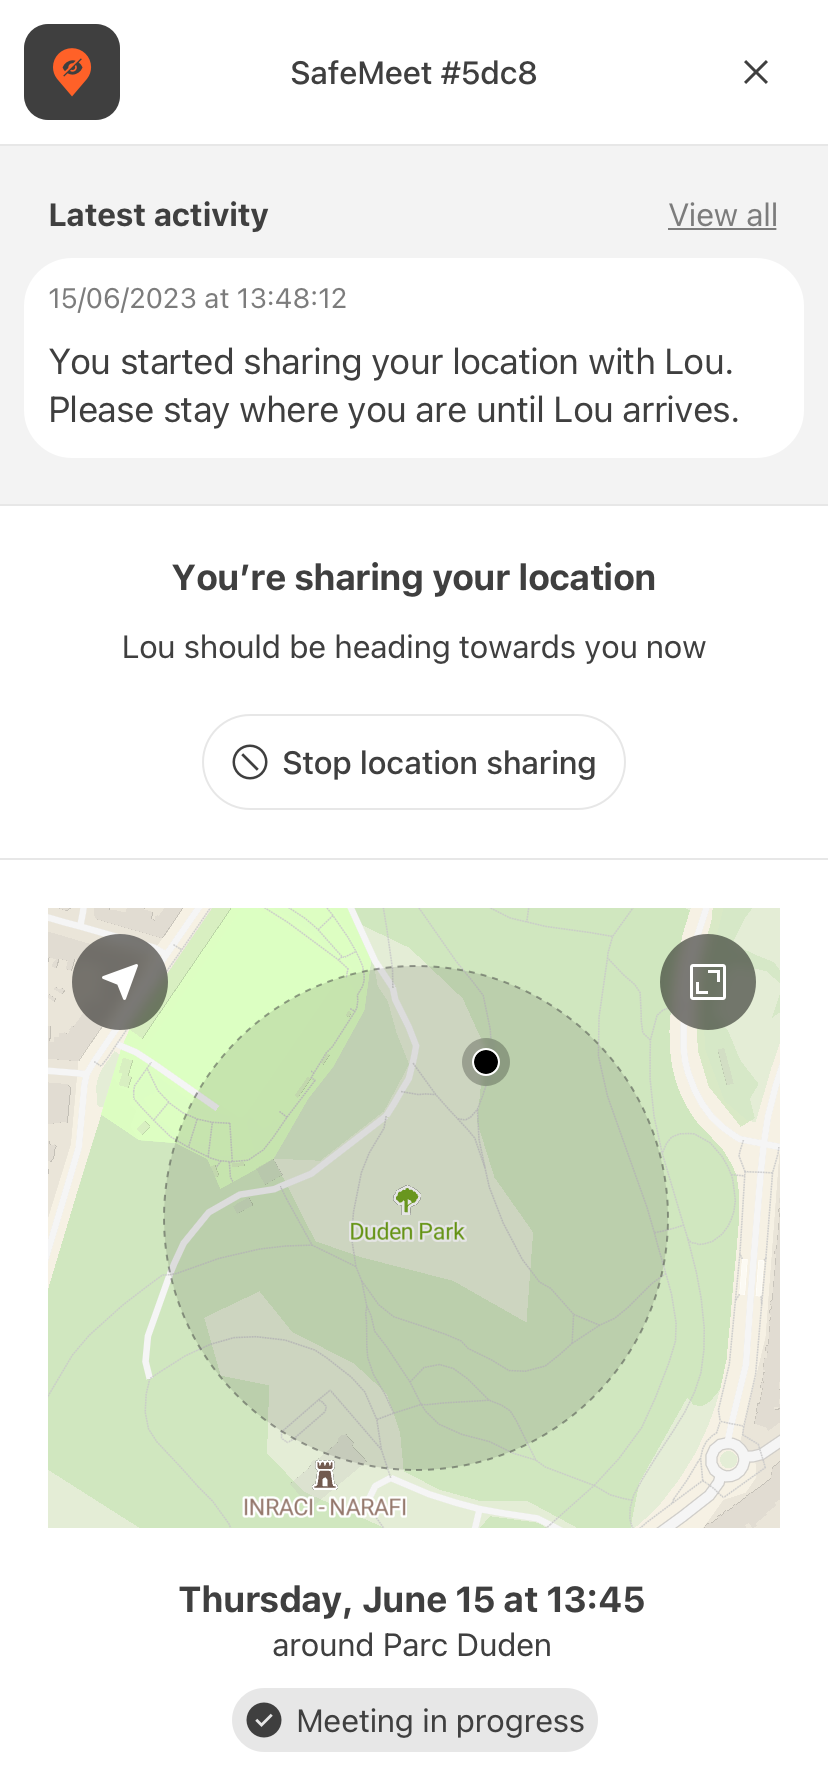 SafeMeet #5dc8
Latest activity
View all
15/06/2023 at 13:48:12
You started sharing your location with Lou.
Please stay where you are until Lou arrives.
You’re sharing your location
Lou should be heading towards you now
Stop location sharing
Duden Park
INRACI - NARAFI
Thursday, June 15 at 13:45
around Parc Duden
Meeting in progress